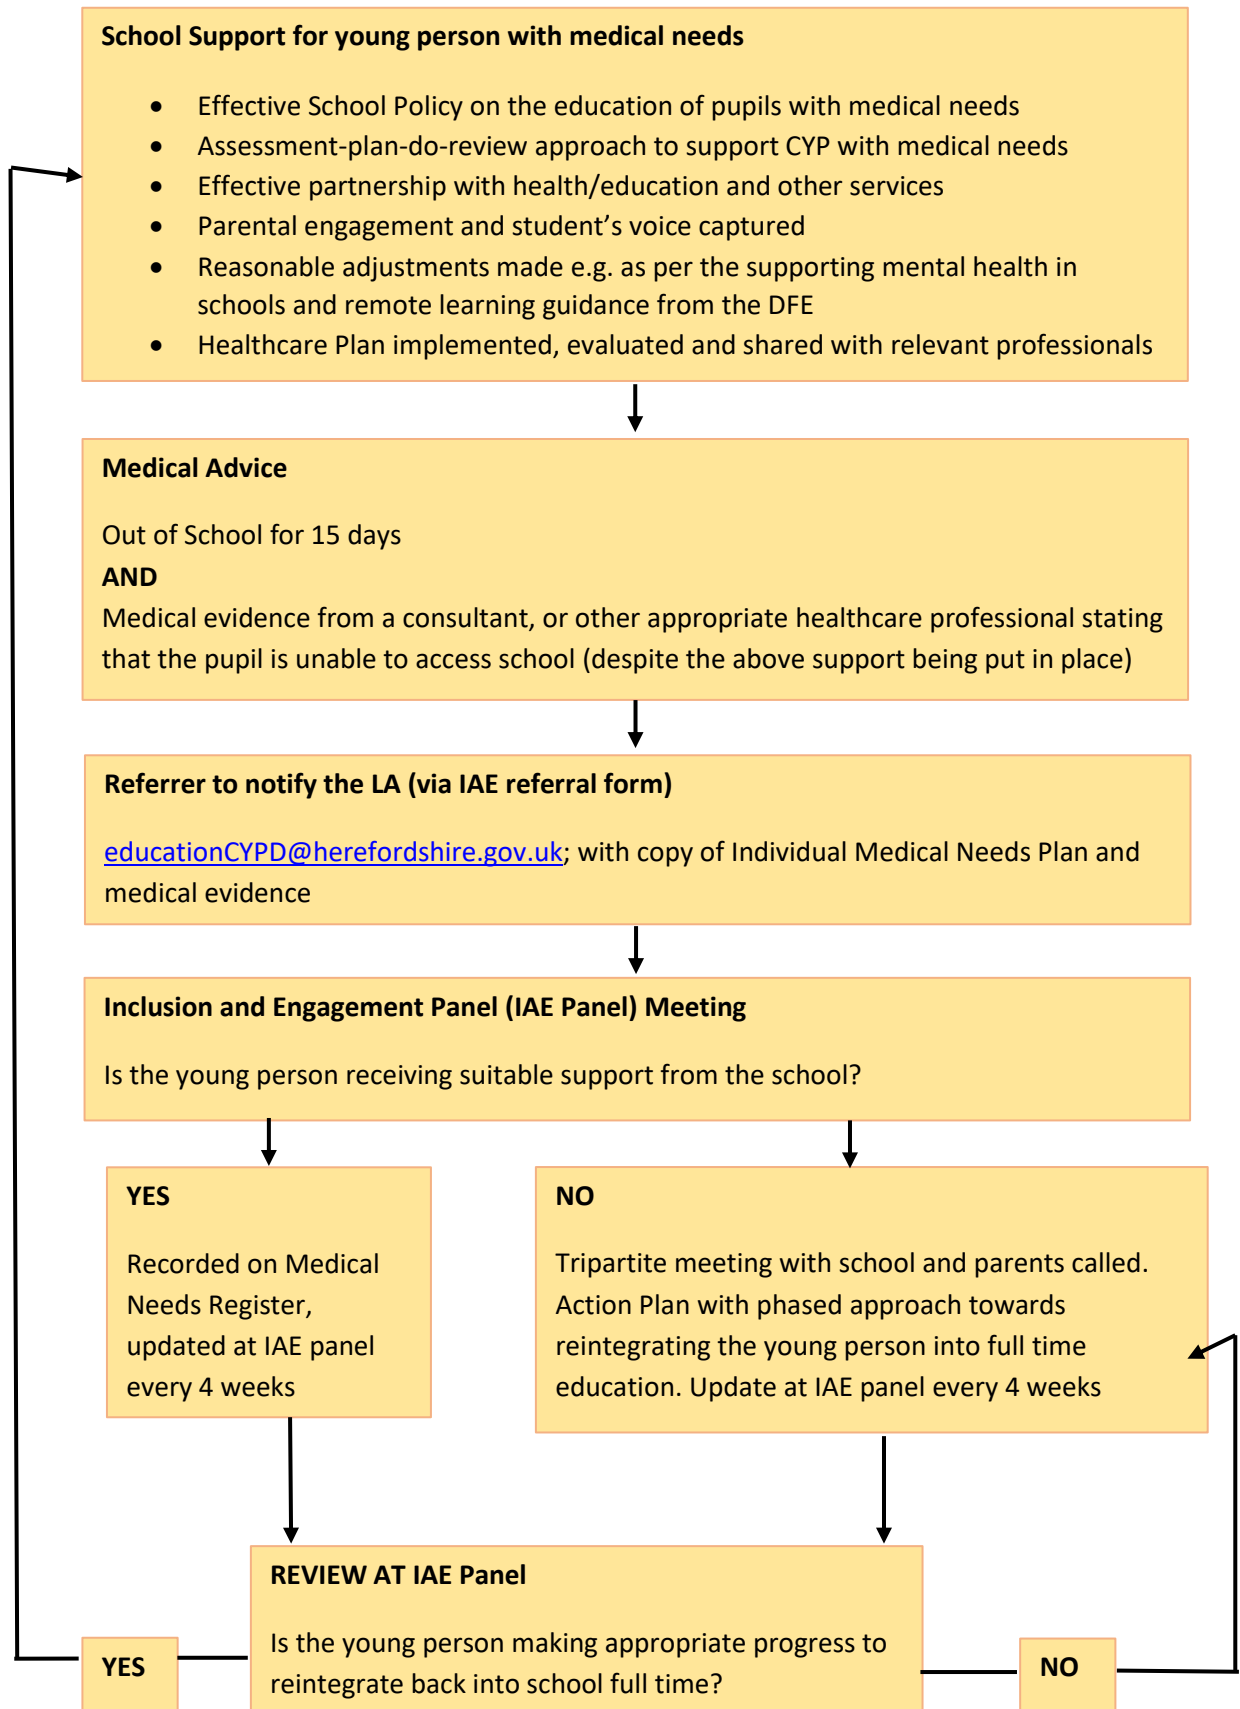 School Support for young person with medical needs
• Effective School Policy on the education of pupils with medical needs
• Assessment-plan-do-review approach to support CYP with medical needs
• Effective partnership with health/education and other services
• Parental engagement and student’s voice captured
• Reasonable adjustments made e.g. as per the supporting mental health in
schools and remote learning guidance from the DFE
• Healthcare Plan implemented, evaluated and shared with relevant professionals
Medical Advice
Out of School for 15 days
AND
Medical evidence from a consultant, or other appropriate healthcare professional stating
that the pupil is unable to access school (despite the above support being put in place)
Referrer to notify the LA (via IAE referral form)
educationCYPD@herefordshire.gov.uk; with copy of Individual Medical Needs Plan and
medical evidence
Inclusion and Engagement Panel (IAE Panel) Meeting
Is the young person receiving suitable support from the school?
YES
Recorded on Medical
Needs Register,
updated at IAE panel
every 4 weeks
NO
Tripartite meeting with school and parents called.
Action Plan with phased approach towards
reintegrating the young person into full time
education. Update at IAE panel every 4 weeks
REVIEW AT IAE Panel
Is the young person making appropriate progress to
reintegrate back into school full time?
YES
NO